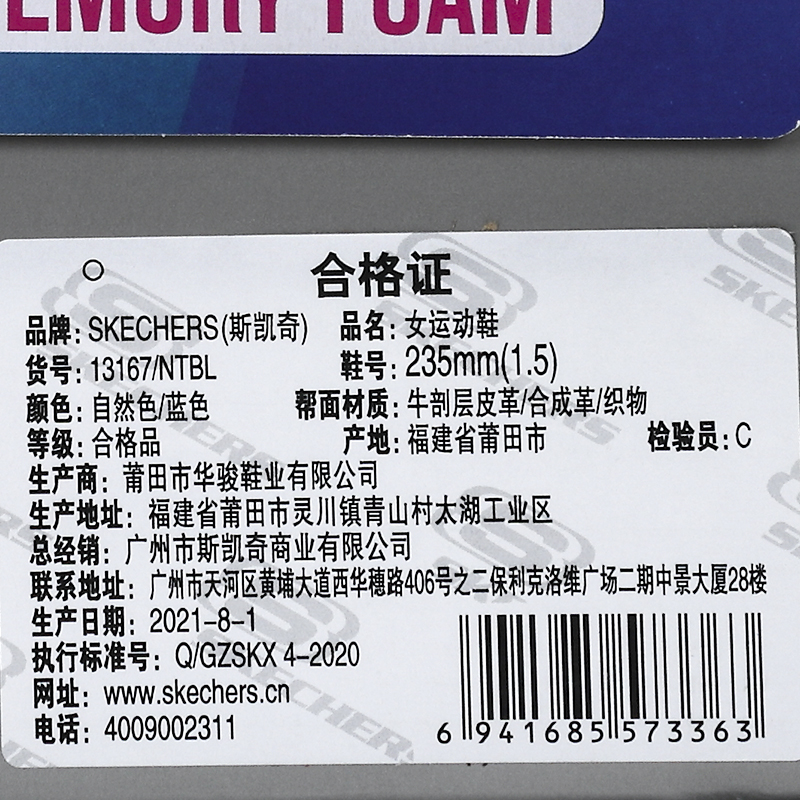 EMORY FOAM
合格证
品牌: SKECHERS(斯凯奇) 品名: 女运动鞋
货号: 13167/NTBL 鞋号: 235mm(1.5)
颜色: 自然色/蓝色 帮面材质: 牛剖层皮革/合成革/织物
等级: 合格品 产地: 福建省莆田市 检验员: C
生产商: 莆田市华骏鞋业有限公司
生产地址: 福建省莆田市灵川镇青山村太湖工业区
总经销: 广州市斯凯奇商业有限公司
联系地址: 广州市天河区黄埔大道西华穗路406号之二保利克洛维广场二期中景大厦28楼
生产日期: 2021-8-1
执行标准号: Q/GZSKX 4-2020
网址: www.skechers.cn
电话: 4009002311
6 941685 573363